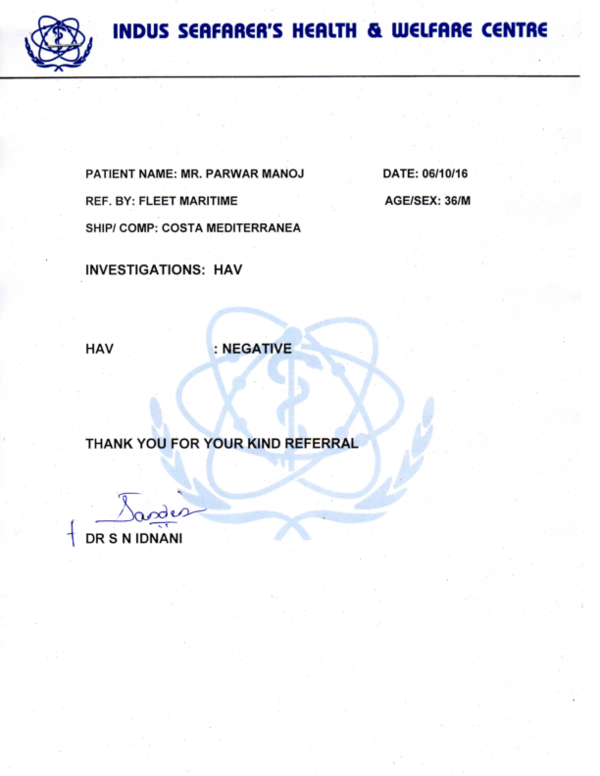 INDUS SEAFARER'S HEALTH & WELFARE CENTRE
PATIENT NAME: MR. PARWAR MANOJ DATE: 06/10/16
REF. BY: FLEET MARITIME AGE/SEX: 36/M
SHIP/ COMP: COSTA MEDITERRANEA
INVESTIGATIONS: HAV
HAV : NEGATIVE
THANK YOU FOR YOUR KIND REFERRAL
DR S N IDNANI